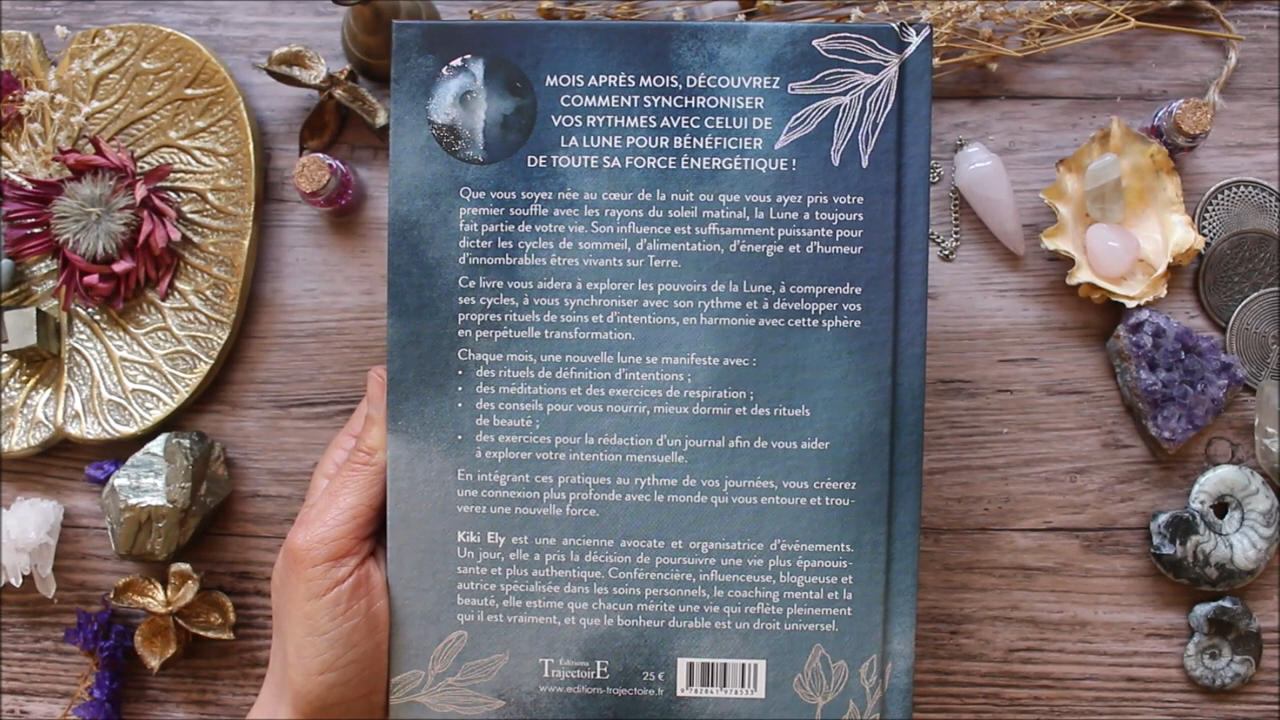 MOIS APRÈS MOIS, DÉCOUVREZ
COMMENT SYNCHRONISER
VOS RYTHMES AVEC CELUI DE
LA LUNE POUR BÉNÉFICIER
DE TOUTE SA FORCE ÉNERGÉTIQUE !
Que vous soyez née au cœur de la nuit ou que vous ayez pris votre
premier souffle avec les rayons du soleil matinal, la Lune a toujours
fait partie de votre vie. Son influence est suffisamment puissante pour
dicter les cycles de sommeil, d'alimentation, d'énergie et d'humeur
d'innombrables êtres vivants sur Terre.
Ce livre vous aidera à explorer les pouvoirs de la Lune, à comprendre
ses cycles, à vous synchroniser avec son rythme et à développer vos
propres rituels de soins et d'intentions, en harmonie avec cette sphère
en perpétuelle transformation.
Chaque mois, une nouvelle lune se manifeste avec :
• des rituels de définition d'intentions ;
• des méditations et des exercices de respiration ;
• des conseils pour vous nourrir, mieux dormir et des rituels
de beauté ;
• des exercices pour la rédaction d'un journal afin de vous aider
à explorer votre intention mensuelle.
En intégrant ces pratiques au rythme de vos journées, vous créerez
une connexion plus profonde avec le monde qui vous entoure et trou-
verez une nouvelle force.
Kiki Ely est une ancienne avocate et organisatrice d'événements.
Un jour, elle a pris la décision de poursuivre une vie plus épanouis-
sante et plus authentique. Conférencière, influenceuse, blogueuse et
autrice spécialisée dans les soins personnels, le coaching mental et la
beauté, elle estime que chacun mérite une vie qui reflète pleinement
qui il est vraiment, et que le bonheur durable est un droit universel.
Éditions
TrajectoirE
www.editions-trajectoire.fr
25 €
9 782841 978533